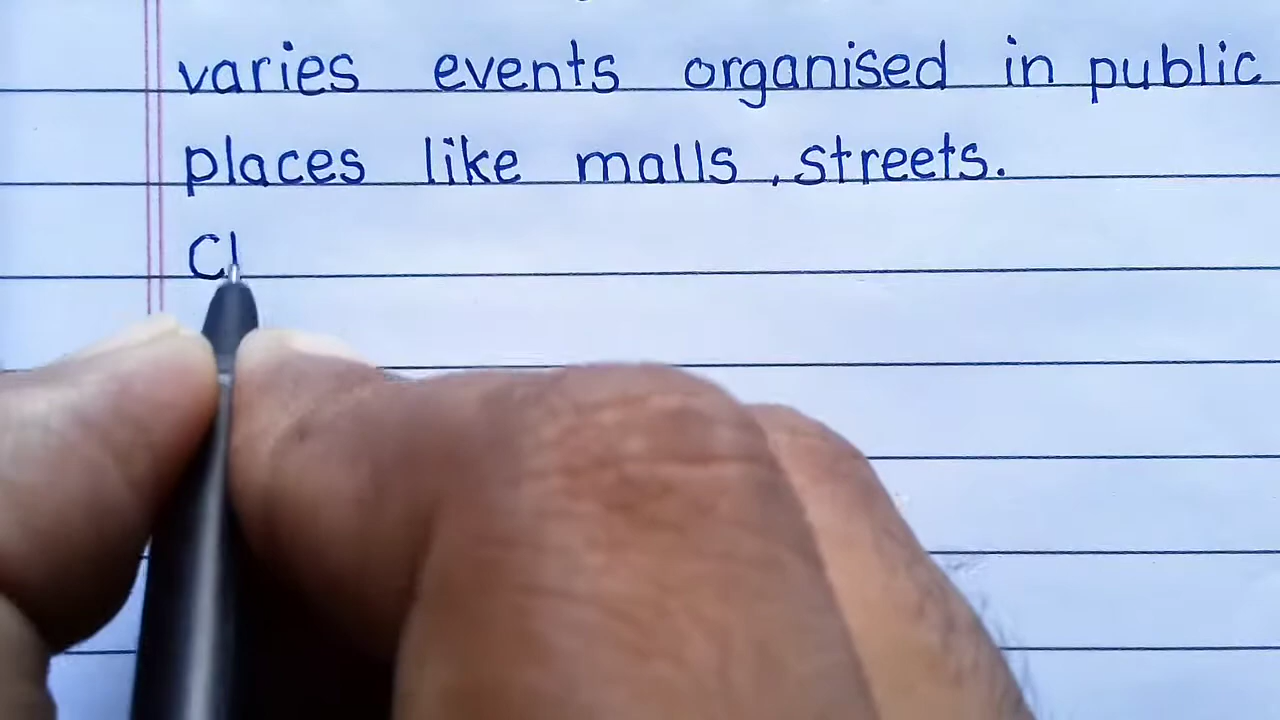 varies events organised in public
places like malls, streets.